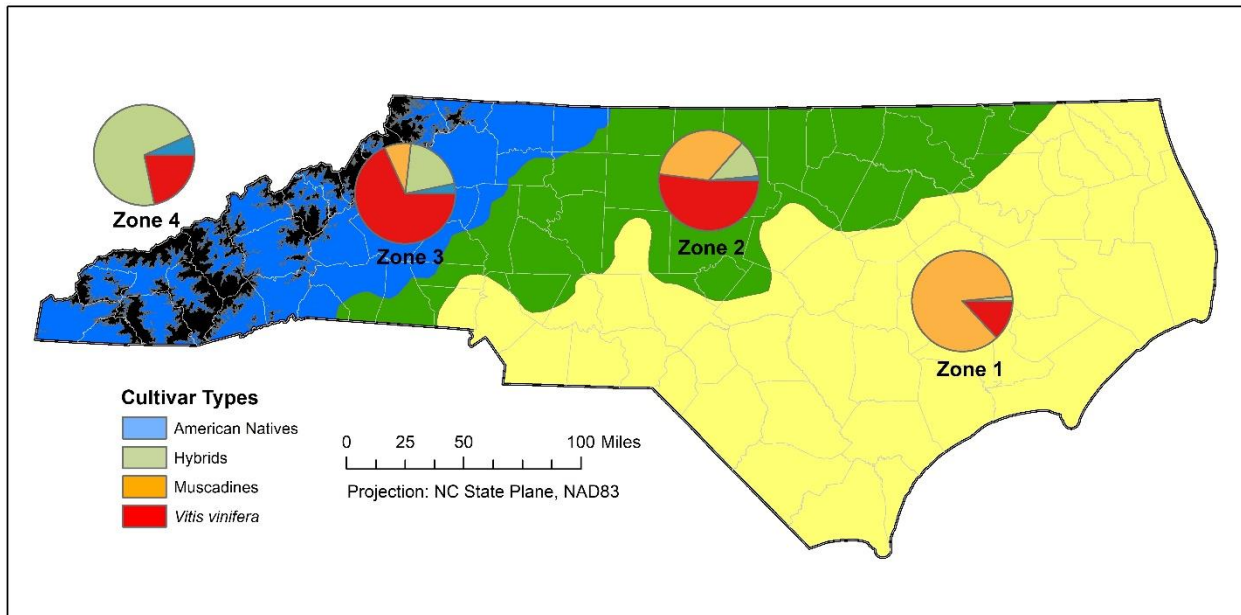 Zone 4
Zone 3
Zone 2
Zone 1
Cultivar Types
American Natives
Hybrids
Muscadines
Vitis vinifera
0 25 50 100 Miles
Projection: NC State Plane, NAD83